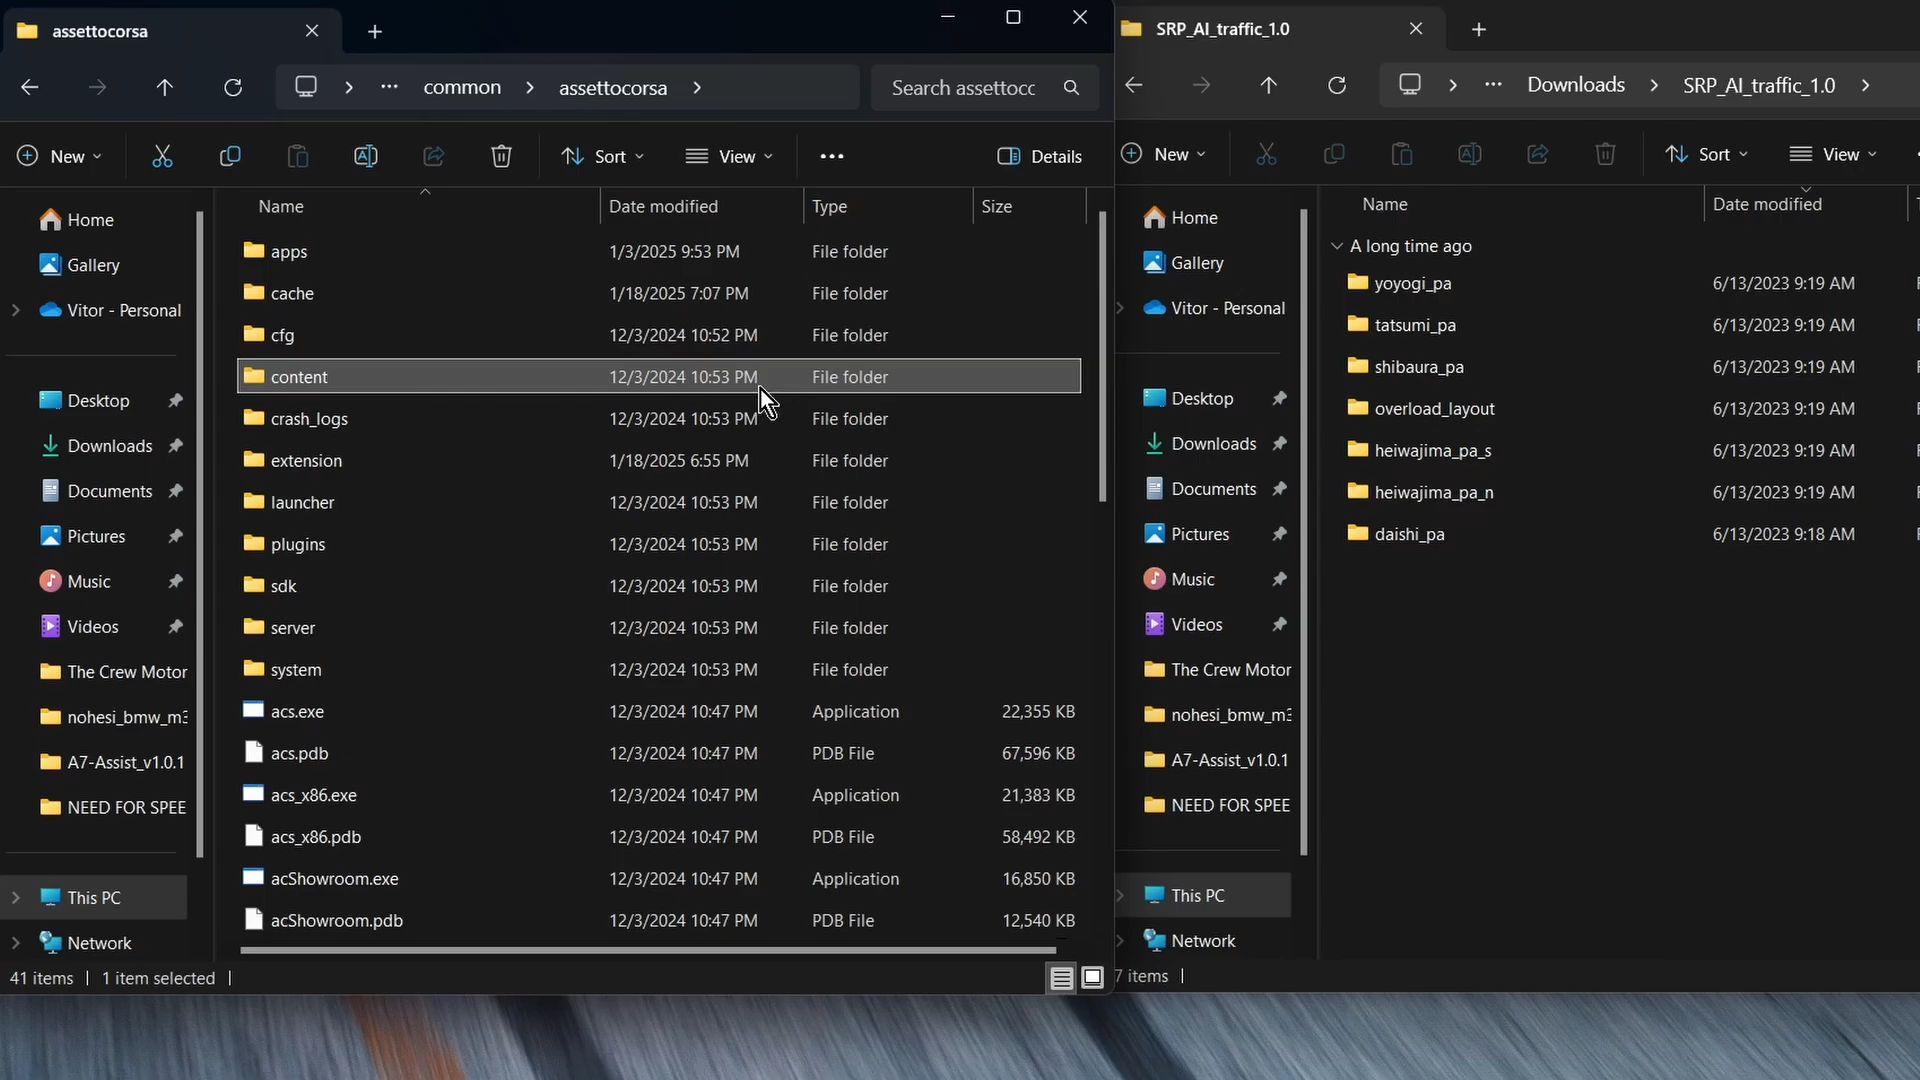 assettocorsa
common
assettocorsa
Search assettocc
New
Sort
View
Details
Name
Date modified
Type
Size
Home
Gallery
Vitor - Personal
Desktop
Downloads
Documents
Pictures
Music
Videos
The Crew Motor
nohesi_bmw_m3
A7-Assist_v1.0.1
NEED FOR SPEE
This PC
Network
apps 1/3/2025 9:53 PM File folder
cache 1/18/2025 7:07 PM File folder
cfg 12/3/2024 10:52 PM File folder
content 12/3/2024 10:53 PM File folder
crash_logs 12/3/2024 10:53 PM File folder
extension 1/18/2025 6:55 PM File folder
launcher 12/3/2024 10:53 PM File folder
plugins 12/3/2024 10:53 PM File folder
sdk 12/3/2024 10:53 PM File folder
server 12/3/2024 10:53 PM File folder
system 12/3/2024 10:53 PM File folder
acs.exe 12/3/2024 10:47 PM Application 22,355 KB
acs.pdb 12/3/2024 10:47 PM PDB File 67,596 KB
acs_x86.exe 12/3/2024 10:47 PM Application 21,383 KB
acs_x86.pdb 12/3/2024 10:47 PM PDB File 58,492 KB
acShowroom.exe 12/3/2024 10:47 PM Application 16,850 KB
acShowroom.pdb 12/3/2024 10:47 PM PDB File 12,540 KB
41 items
1 item selected
SRP_AI_traffic_1.0
Downloads
SRP_AI_traffic_1.0
New
Sort
View
Name
Date modified
Home
Gallery
Vitor - Personal
Desktop
Downloads
Documents
Pictures
Music
Videos
The Crew Motor
nohesi_bmw_m3
A7-Assist_v1.0.1
NEED FOR SPEE
This PC
Network
A long time ago
yoyogi_pa 6/13/2023 9:19 AM
tatsumi_pa 6/13/2023 9:19 AM
shibaura_pa 6/13/2023 9:19 AM
overload_layout 6/13/2023 9:19 AM
heiwajima_pa_s 6/13/2023 9:19 AM
heiwajima_pa_n 6/13/2023 9:19 AM
daishi_pa 6/13/2023 9:18 AM
7 items